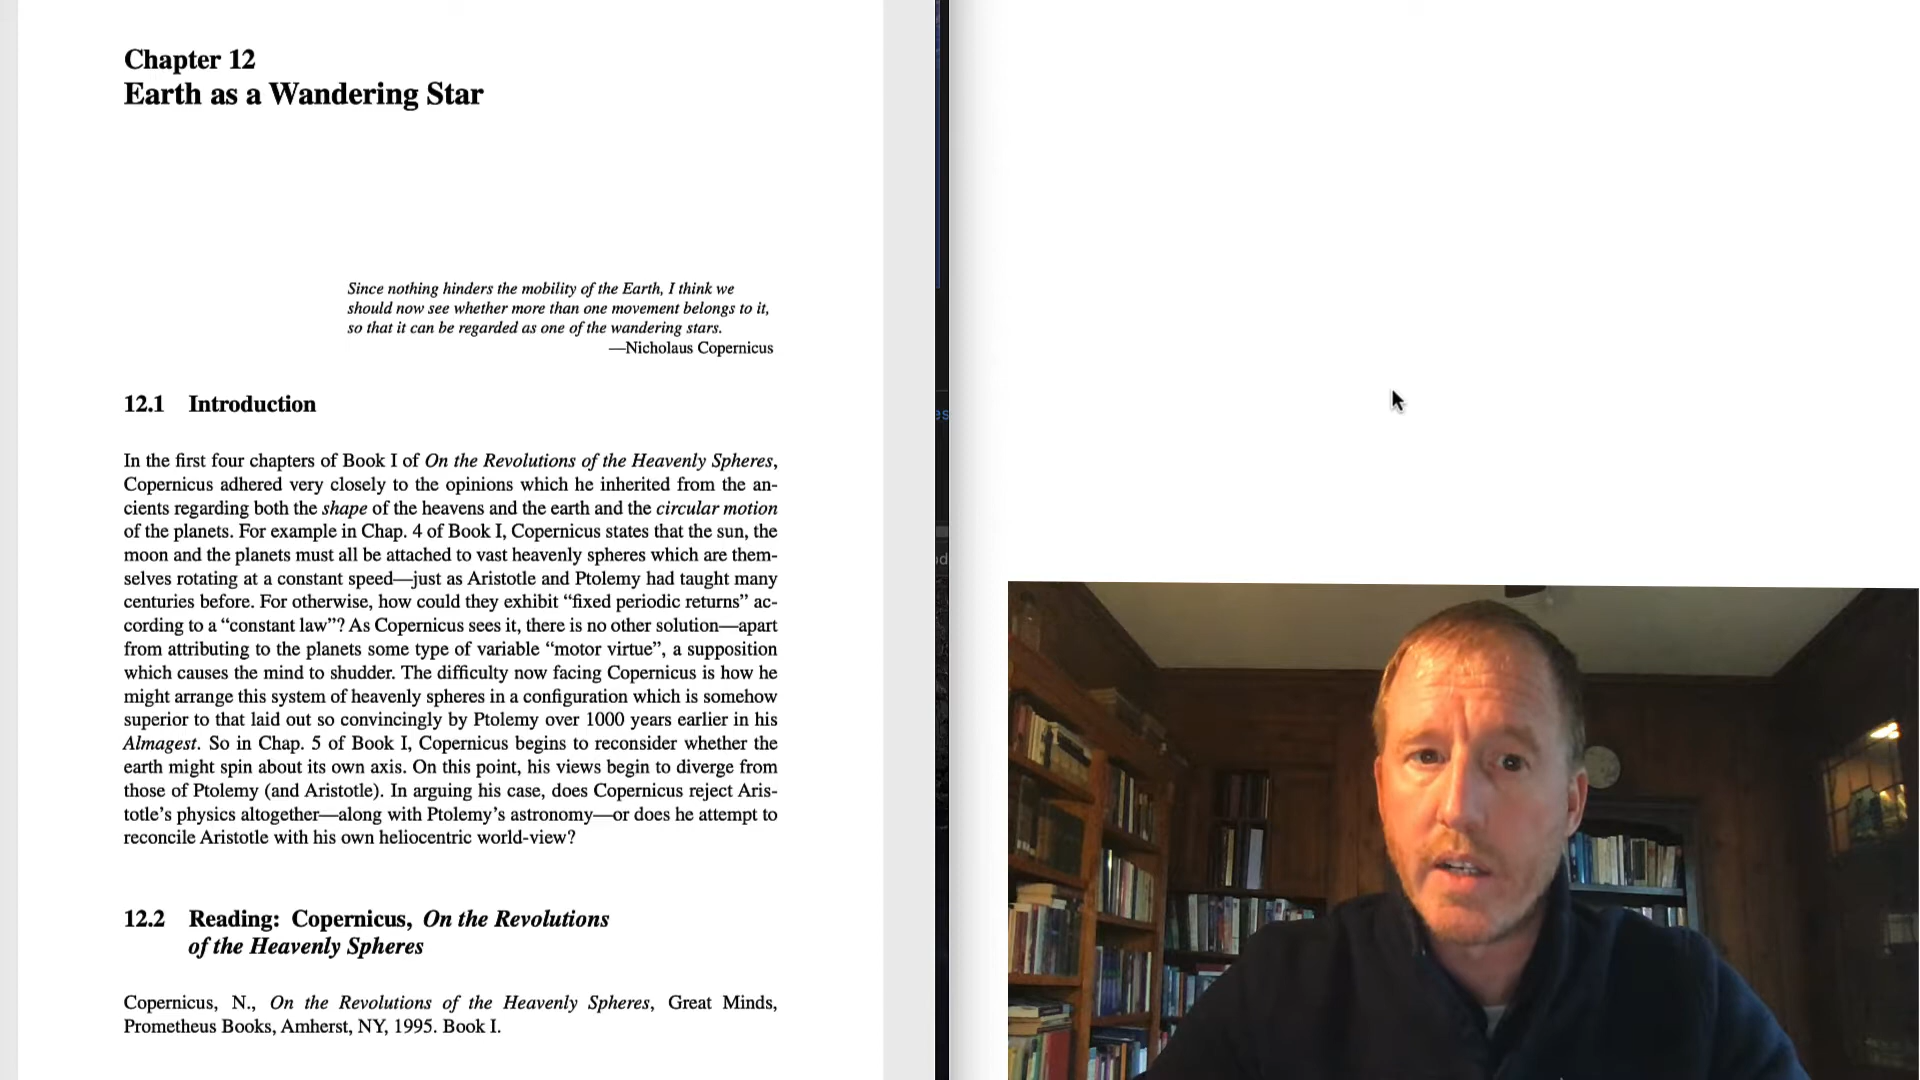 Chapter 12
Earth as a Wandering Star
Since nothing hinders the mobility of the Earth, I think we
should now see whether more than one movement belongs to it,
so that it can be regarded as one of the wandering stars.
—Nicholaus Copernicus
12.1 Introduction
In the first four chapters of Book I of On the Revolutions of the Heavenly Spheres,
Copernicus adhered very closely to the opinions which he inherited from the an-
cients regarding both the shape of the heavens and the earth and the circular motion
of the planets. For example in Chap. 4 of Book I, Copernicus states that the sun, the
moon and the planets must all be attached to vast heavenly spheres which are them-
selves rotating at a constant speed—just as Aristotle and Ptolemy had taught many
centuries before. For otherwise, how could they exhibit “fixed periodic returns” ac-
cording to a “constant law”? As Copernicus sees it, there is no other solution—apart
from attributing to the planets some type of variable “motor virtue”, a supposition
which causes the mind to shudder. The difficulty now facing Copernicus is how he
might arrange this system of heavenly spheres in a configuration which is somehow
superior to that laid out so convincingly by Ptolemy over 1000 years earlier in his
Almagest. So in Chap. 5 of Book I, Copernicus begins to reconsider whether the
earth might spin about its own axis. On this point, his views begin to diverge from
those of Ptolemy (and Aristotle). In arguing his case, does Copernicus reject Aris-
totle’s physics altogether—along with Ptolemy’s astronomy—or does he attempt to
reconcile Aristotle with his own heliocentric world-view?
12.2 Reading: Copernicus, On the Revolutions
of the Heavenly Spheres
Copernicus, N., On the Revolutions of the Heavenly Spheres, Great Minds,
Prometheus Books, Amherst, NY, 1995. Book I.